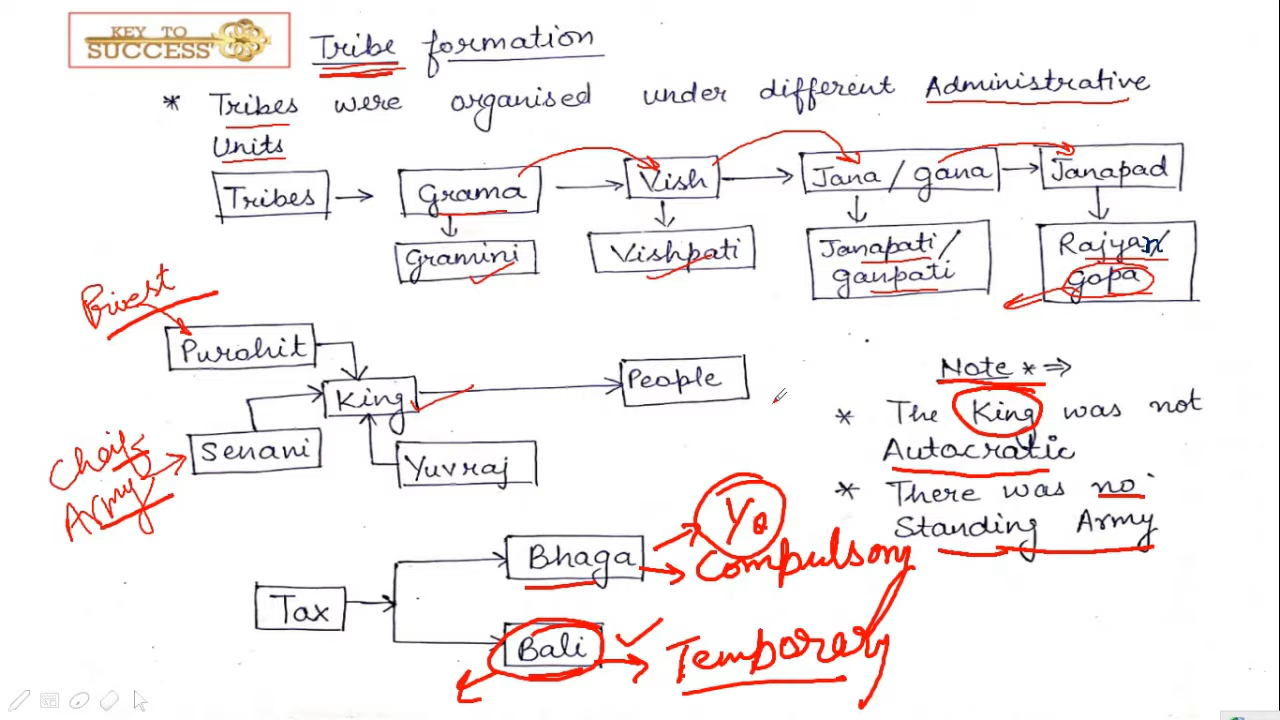 KEY TO
SUCCESS
Tribe formation
* Tribes were organised under different Administrative
Units
Tribes
Grama
Vish
Jana / gana
Janapad
Gramini
Vishpati
Janapati /
ganpati
Rajyan/
Gopa
Priest
Purohit
King
People
Cheif
Army
Senani
Yuvraj
Note * ⇒
* The King was not
Autocratic
* There was no
Standing Army
Tax
Bhaga
Compulsory
Bali
Temporary